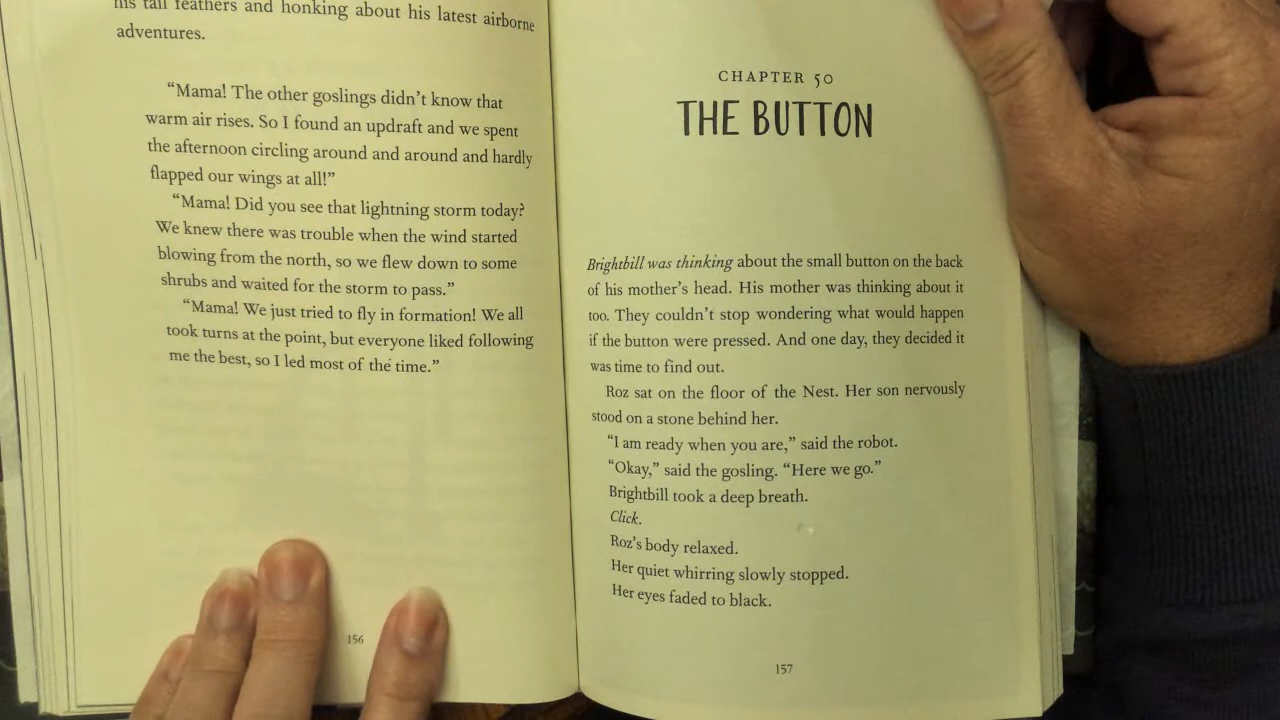 his tail feathers and honking about his latest airborne
adventures.
“Mama! The other goslings didn’t know that
warm air rises. So I found an updraft and we spent
the afternoon circling around and around and hardly
flapped our wings at all!”
“Mama! Did you see that lightning storm today?
We knew there was trouble when the wind started
blowing from the north, so we flew down to some
shrubs and waited for the storm to pass.”
“Mama! We just tried to fly in formation! We all
took turns at the point, but everyone liked following
me the best, so I led most of the time.”
156
CHAPTER 50
THE BUTTON
Brightbill was thinking about the small button on the back
of his mother’s head. His mother was thinking about it
too. They couldn’t stop wondering what would happen
if the button were pressed. And one day, they decided it
was time to find out.
Roz sat on the floor of the Nest. Her son nervously
stood on a stone behind her.
“I am ready when you are,” said the robot.
“Okay,” said the gosling. “Here we go.”
Brightbill took a deep breath.
Click.
Roz’s body relaxed.
Her quiet whirring slowly stopped.
Her eyes faded to black.
157